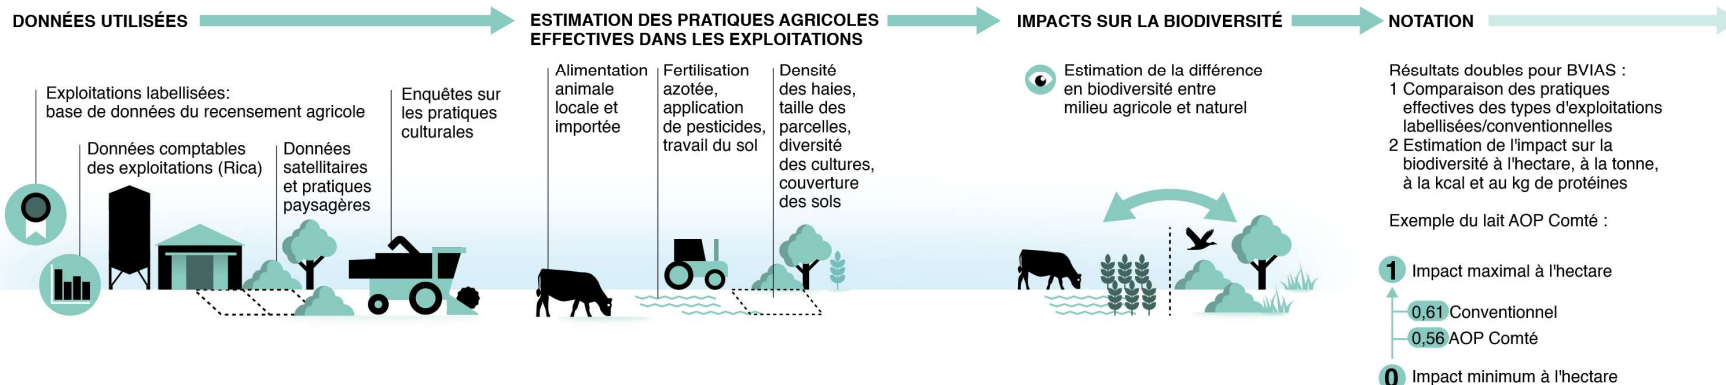 DONNÉES UTILISÉES
Exploitations labellisées:
base de données du recensement agricole
Données comptables
des exploitations (Rica)
Données
satellitaires
et pratiques
paysagères
Enquêtes sur
les pratiques
culturales
ESTIMATION DES PRATIQUES AGRICOLES
EFFECTIVES DANS LES EXPLOITATIONS
Alimentation
animale
locale et
importée
Fertilisation
azotée,
application
de pesticides,
travail du sol
Densité
des haies,
taille des
parcelles,
diversité
des cultures,
couverture
des sols
IMPACTS SUR LA BIODIVERSITÉ
Estimation de la différence
en biodiversité entre
milieu agricole et naturel
NOTATION
Résultats doubles pour BVIAS :
1 Comparaison des pratiques
effectives des types d'exploitations
labellisées/conventionnelles
2 Estimation de l'impact sur la
biodiversité à l'hectare, à la tonne,
à la kcal et au kg de protéines
Exemple du lait AOP Comté :
1 Impact maximal à l'hectare
0,61 Conventionnel
0,56 AOP Comté
0 Impact minimum à l'hectare